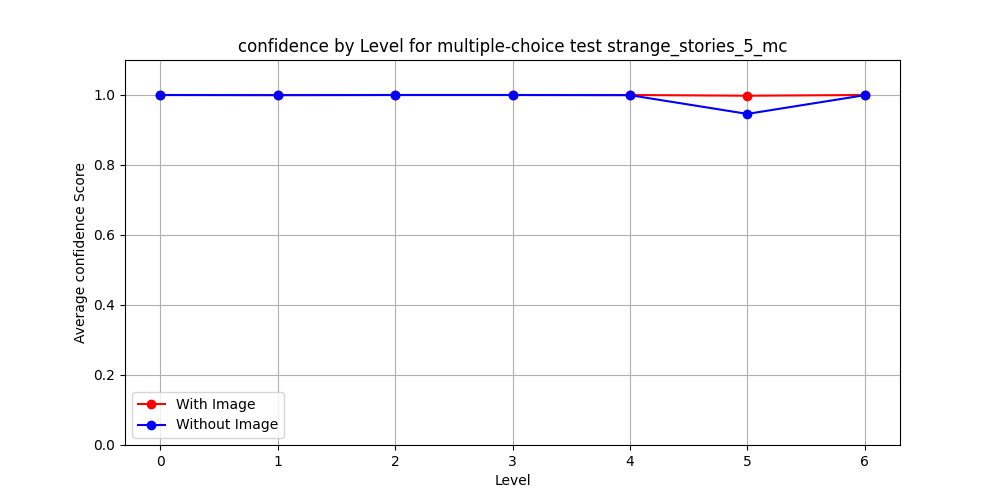 confidence by Level for multiple-choice test strange_stories_5_mc
Average confidence Score
1.0
0.8
0.6
0.4
0.2
0.0
With Image
Without Image
0 1 2 3 4 5 6
Level